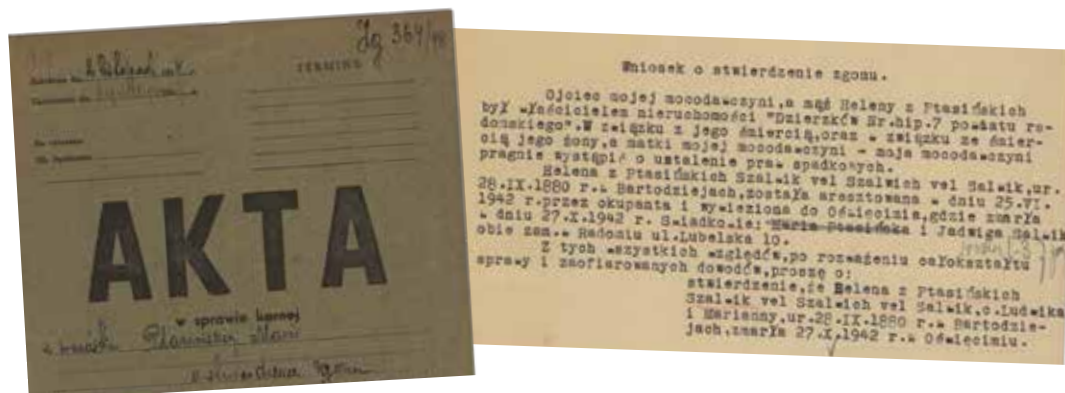 Zg 364/48
TERMINY
AKTA
w sprawie karnej
Wniosek o stwierdzenie zgonu.
Ojciec mojej mocodawczyni, a mąż Heleny z Ptasińskich
był właścicielem nieruchomości "Dzierzków Nr.hip.7 powiatu ra-
domskiego". W związku z jego śmiercią, oraz w związku ze śmier-
cią jego żony, a matki mojej mocodawczyni - moja mocodawczyni
pragnie wystąpić o ustalenie praw spadkowych.
Helena z Ptasińskich Szalwik vel Szalwich vel Salwik, ur.
28.IX.1880 r.w Bartodziejach, została aresztowana w dniu 25.VI.
1942 r. przez okupanta i wywieziona do Oświęcimia, gdzie zmarła
w dniu 27.X.1942 r. Świadkowie: Maria Ptasińska i Jadwiga Salwik
obie zam.w Radomiu ul.Lubelska 10.
Z tych wszystkich względów, po rozważeniu całokształtu
sprawy i zaofiarowanych dowodów, proszę o:
stwierdzenie, że Helena z Ptasińskich
Szalwik vel Szalwich vel Salwik, c. Ludwika
i Marianny, ur. 28.IX.1880 r.w Bartodzie-
jach, zmarła 27.X.1942 r.w Oświęcimiu.